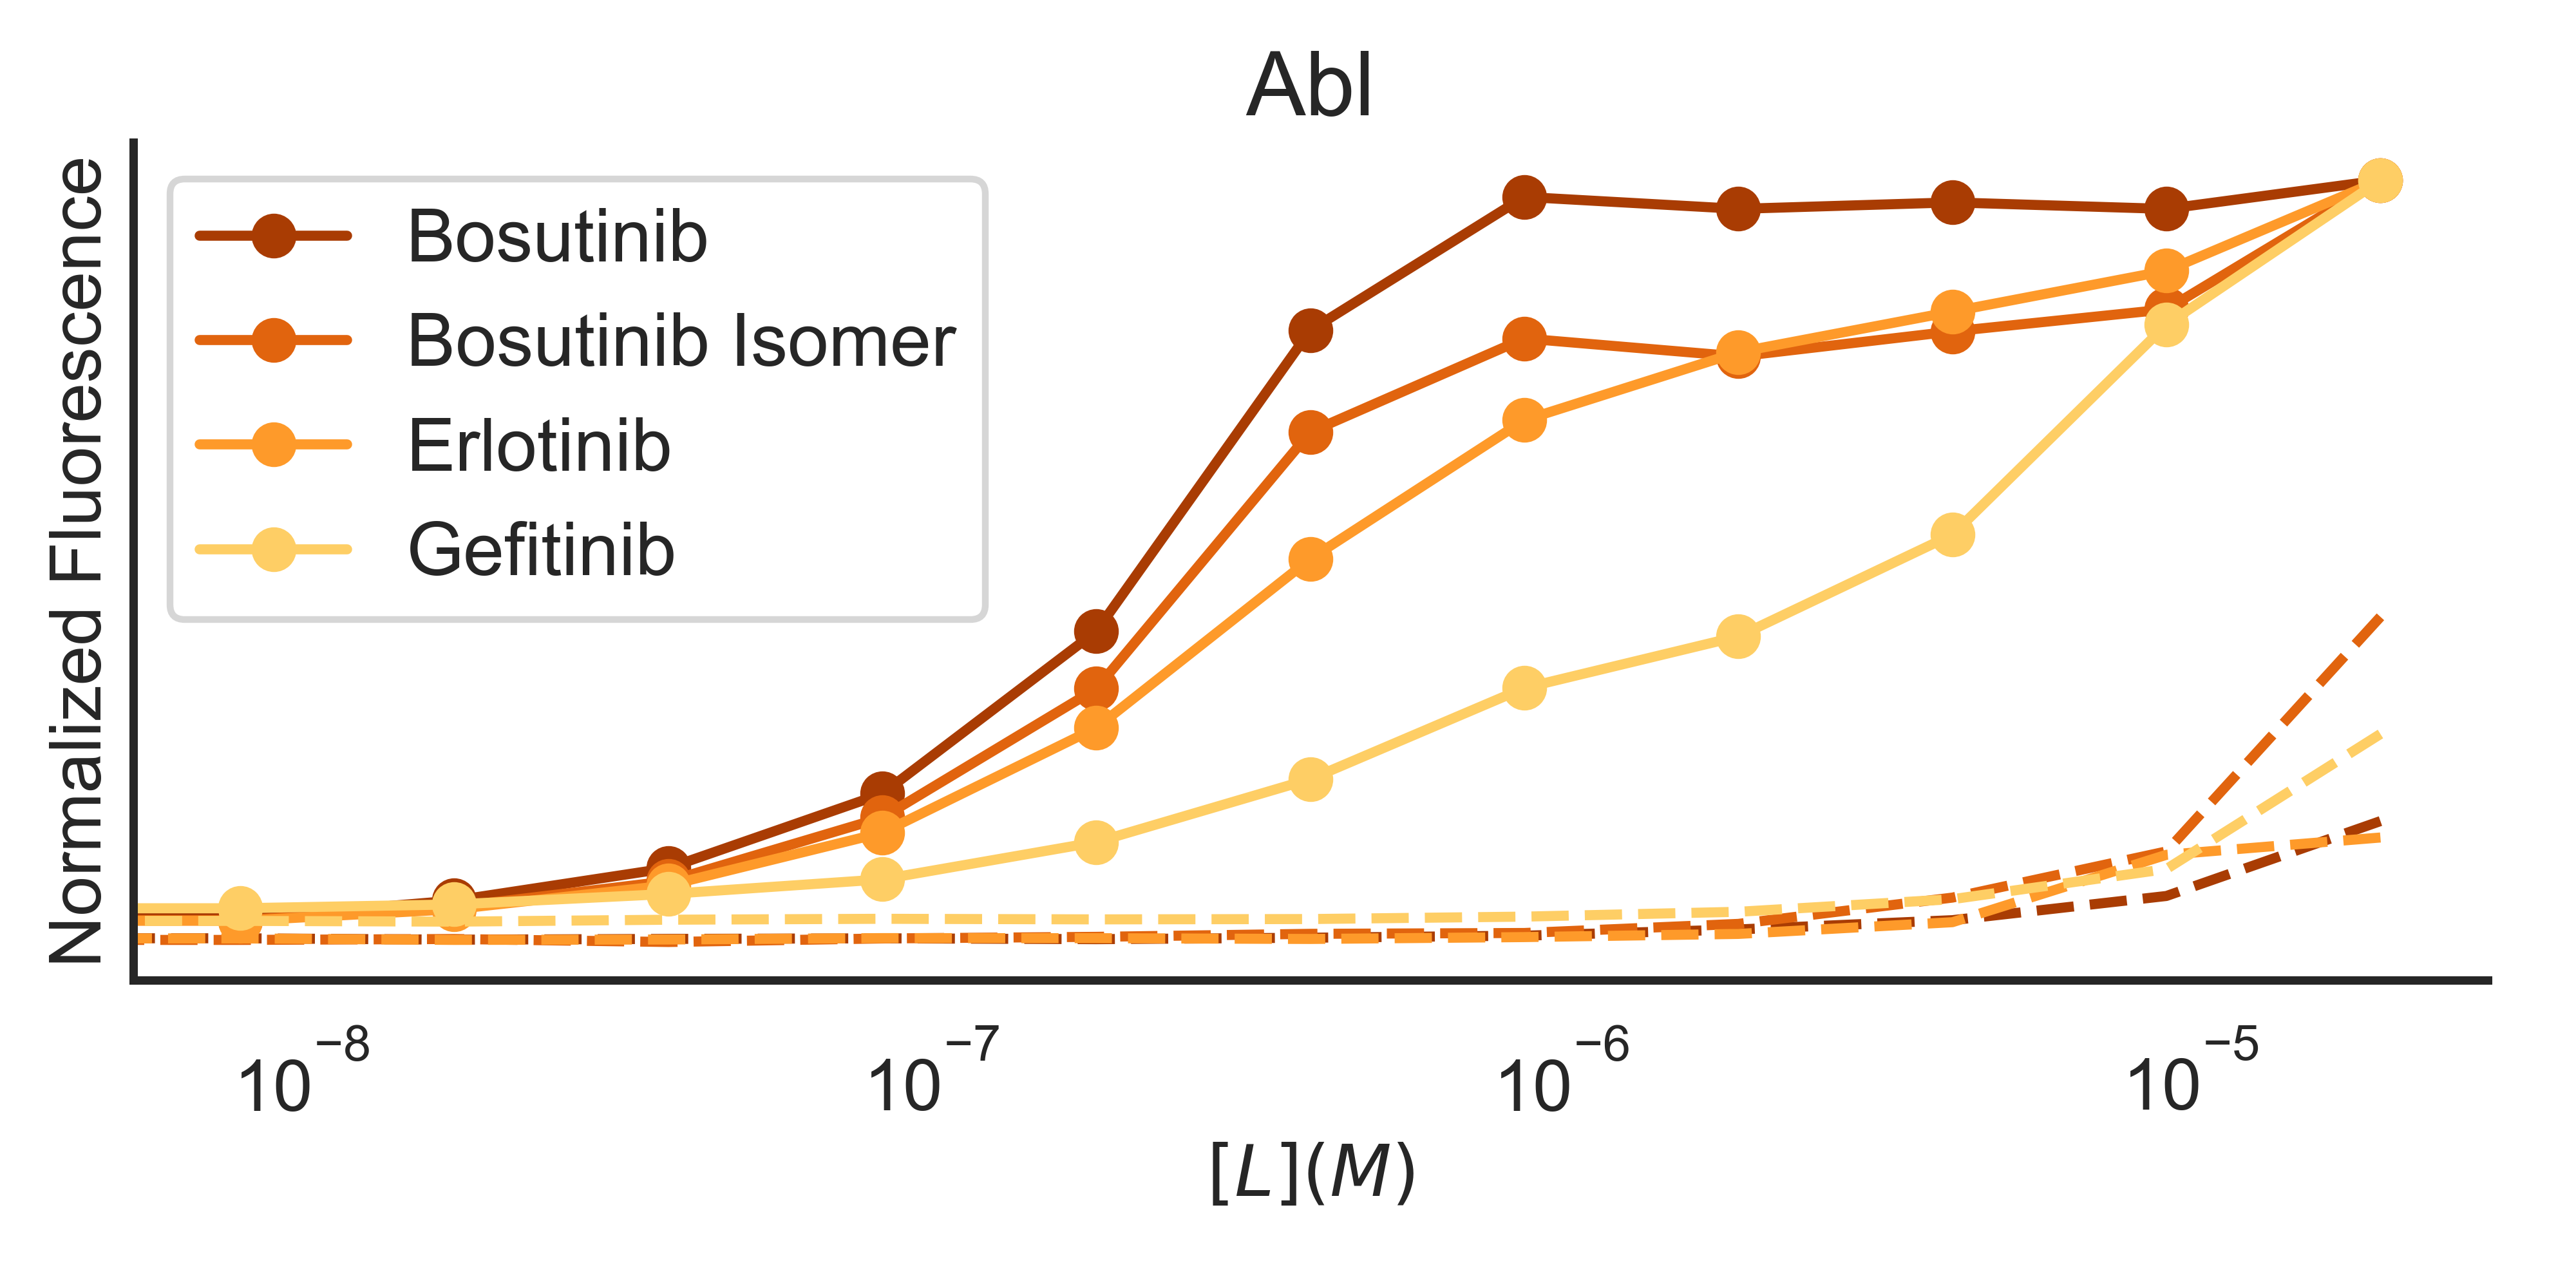 Abl
Normalized Fluorescence
Bosutinib
Bosutinib Isomer
Erlotinib
Gefitinib
10⁻⁸
10⁻⁷
10⁻⁶
10⁻⁵
[L](M)